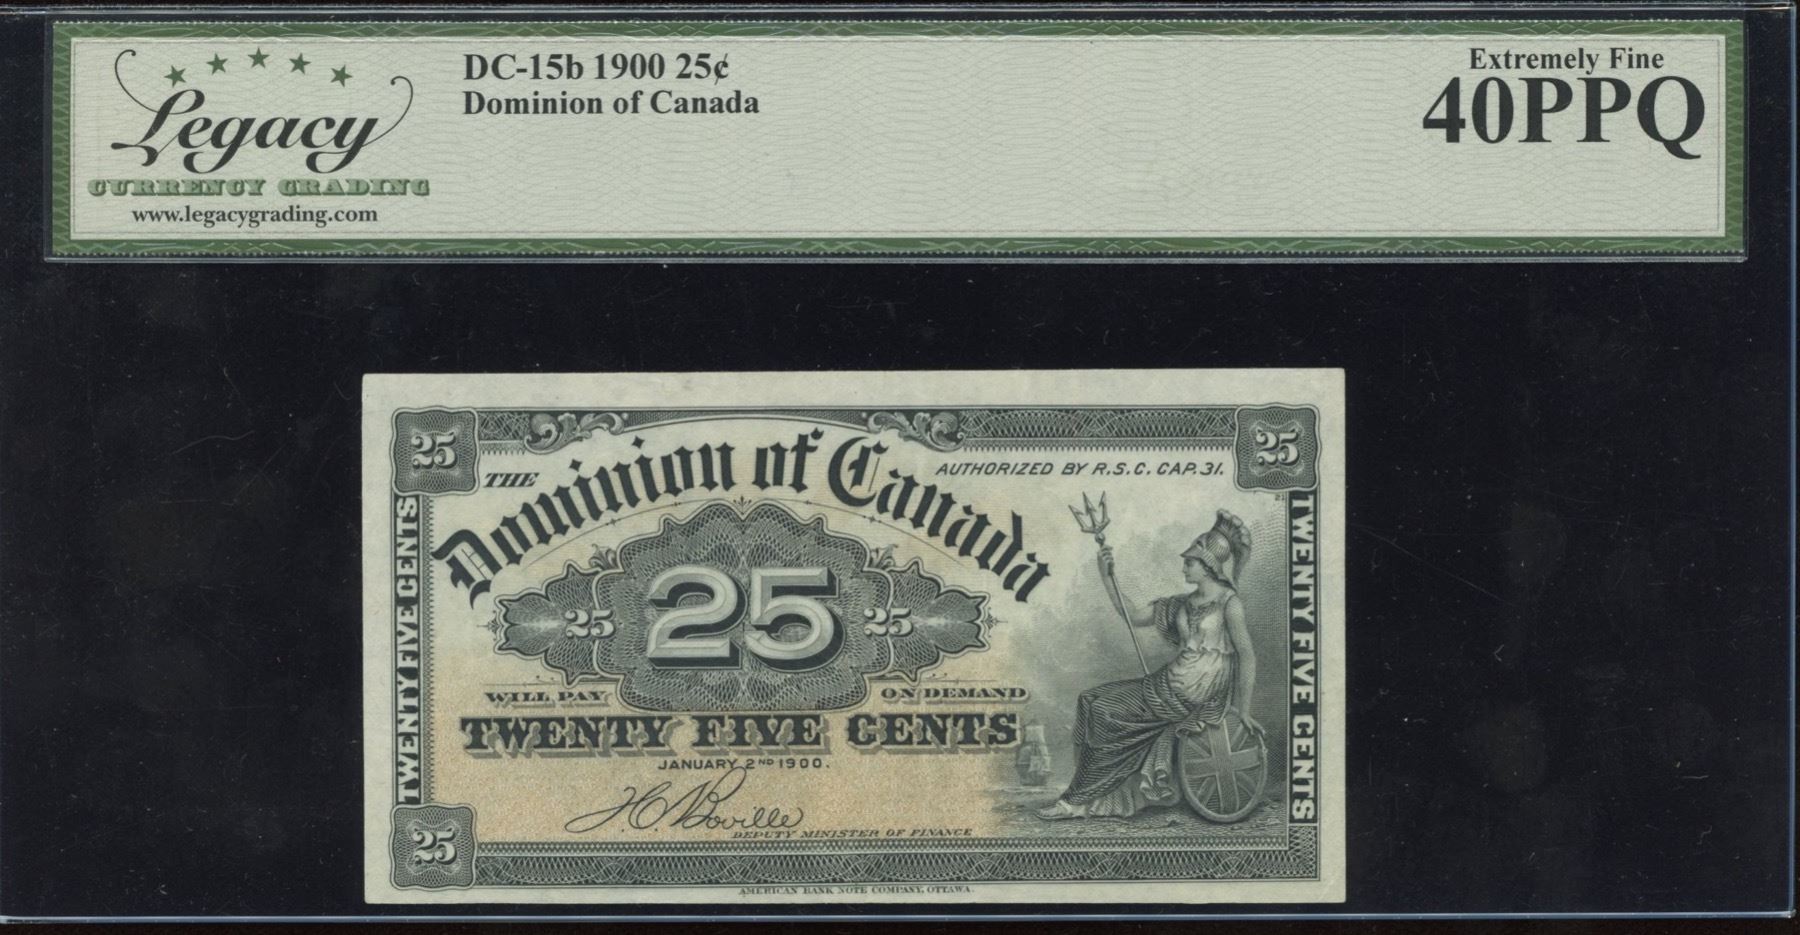 Legacy
CURRENCY GRADING
www.legacygrading.com
DC-15b 1900 25¢
Dominion of Canada
Extremely Fine
40PPQ
25
25
THE
Dominion of Canada
AUTHORIZED BY R.S.C. CAP. 31.
21
TWENTY FIVE CENTS
TWENTY FIVE CENTS
25
25
25
WILL PAY
ON DEMAND
TWENTY FIVE CENTS
JANUARY 2ND 1900.
H C Boville
DEPUTY MINISTER OF FINANCE
25
AMERICAN BANK NOTE COMPANY, OTTAWA.